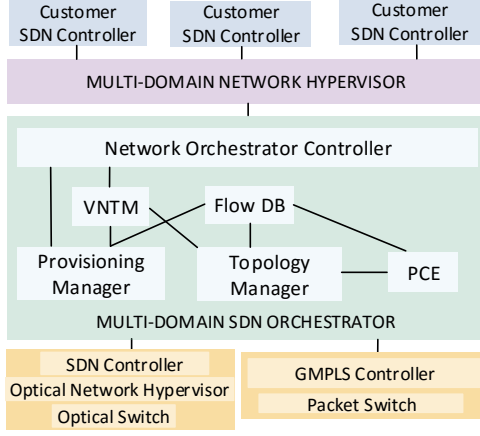 Customer
SDN Controller
Customer
SDN Controller
Customer
SDN Controller
MULTI-DOMAIN NETWORK HYPERVISOR
Network Orchestrator Controller
VNTM
Flow DB
Provisioning
Manager
Topology
Manager
PCE
MULTI-DOMAIN SDN ORCHESTRATOR
SDN Controller
Optical Network Hypervisor
Optical Switch
GMPLS Controller
Packet Switch